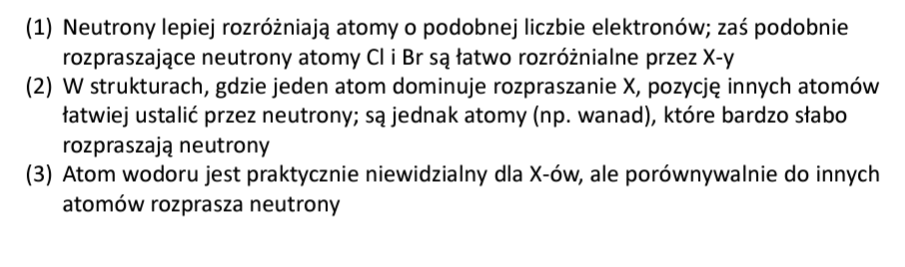 (1) Neutrony lepiej rozróżniają atomy o podobnej liczbie elektronów; zaś podobnie
rozpraszające neutrony atomy Cl i Br są łatwo rozróżnialne przez X-y
(2) W strukturach, gdzie jeden atom dominuje rozpraszanie X, pozycję innych atomów
łatwiej ustalić przez neutrony; są jednak atomy (np. wanad), które bardzo słabo
rozpraszają neutrony
(3) Atom wodoru jest praktycznie niewidzialny dla X-ów, ale porównywalnie do innych
atomów rozprasza neutrony